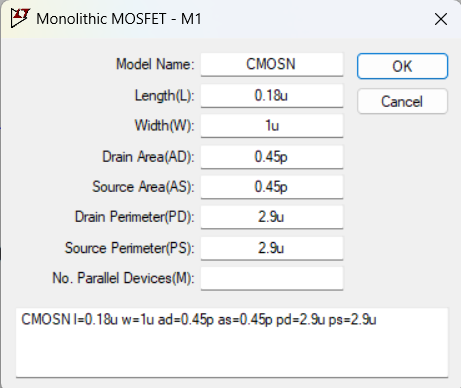 Monolithic MOSFET - M1
Model Name: CMOSN OK
Length(L): 0.18u Cancel
Width(W): 1u
Drain Area(AD): 0.45p
Source Area(AS): 0.45p
Drain Perimeter(PD): 2.9u
Source Perimeter(PS): 2.9u
No. Parallel Devices(M):
CMOSN l=0.18u w=1u ad=0.45p as=0.45p pd=2.9u ps=2.9u